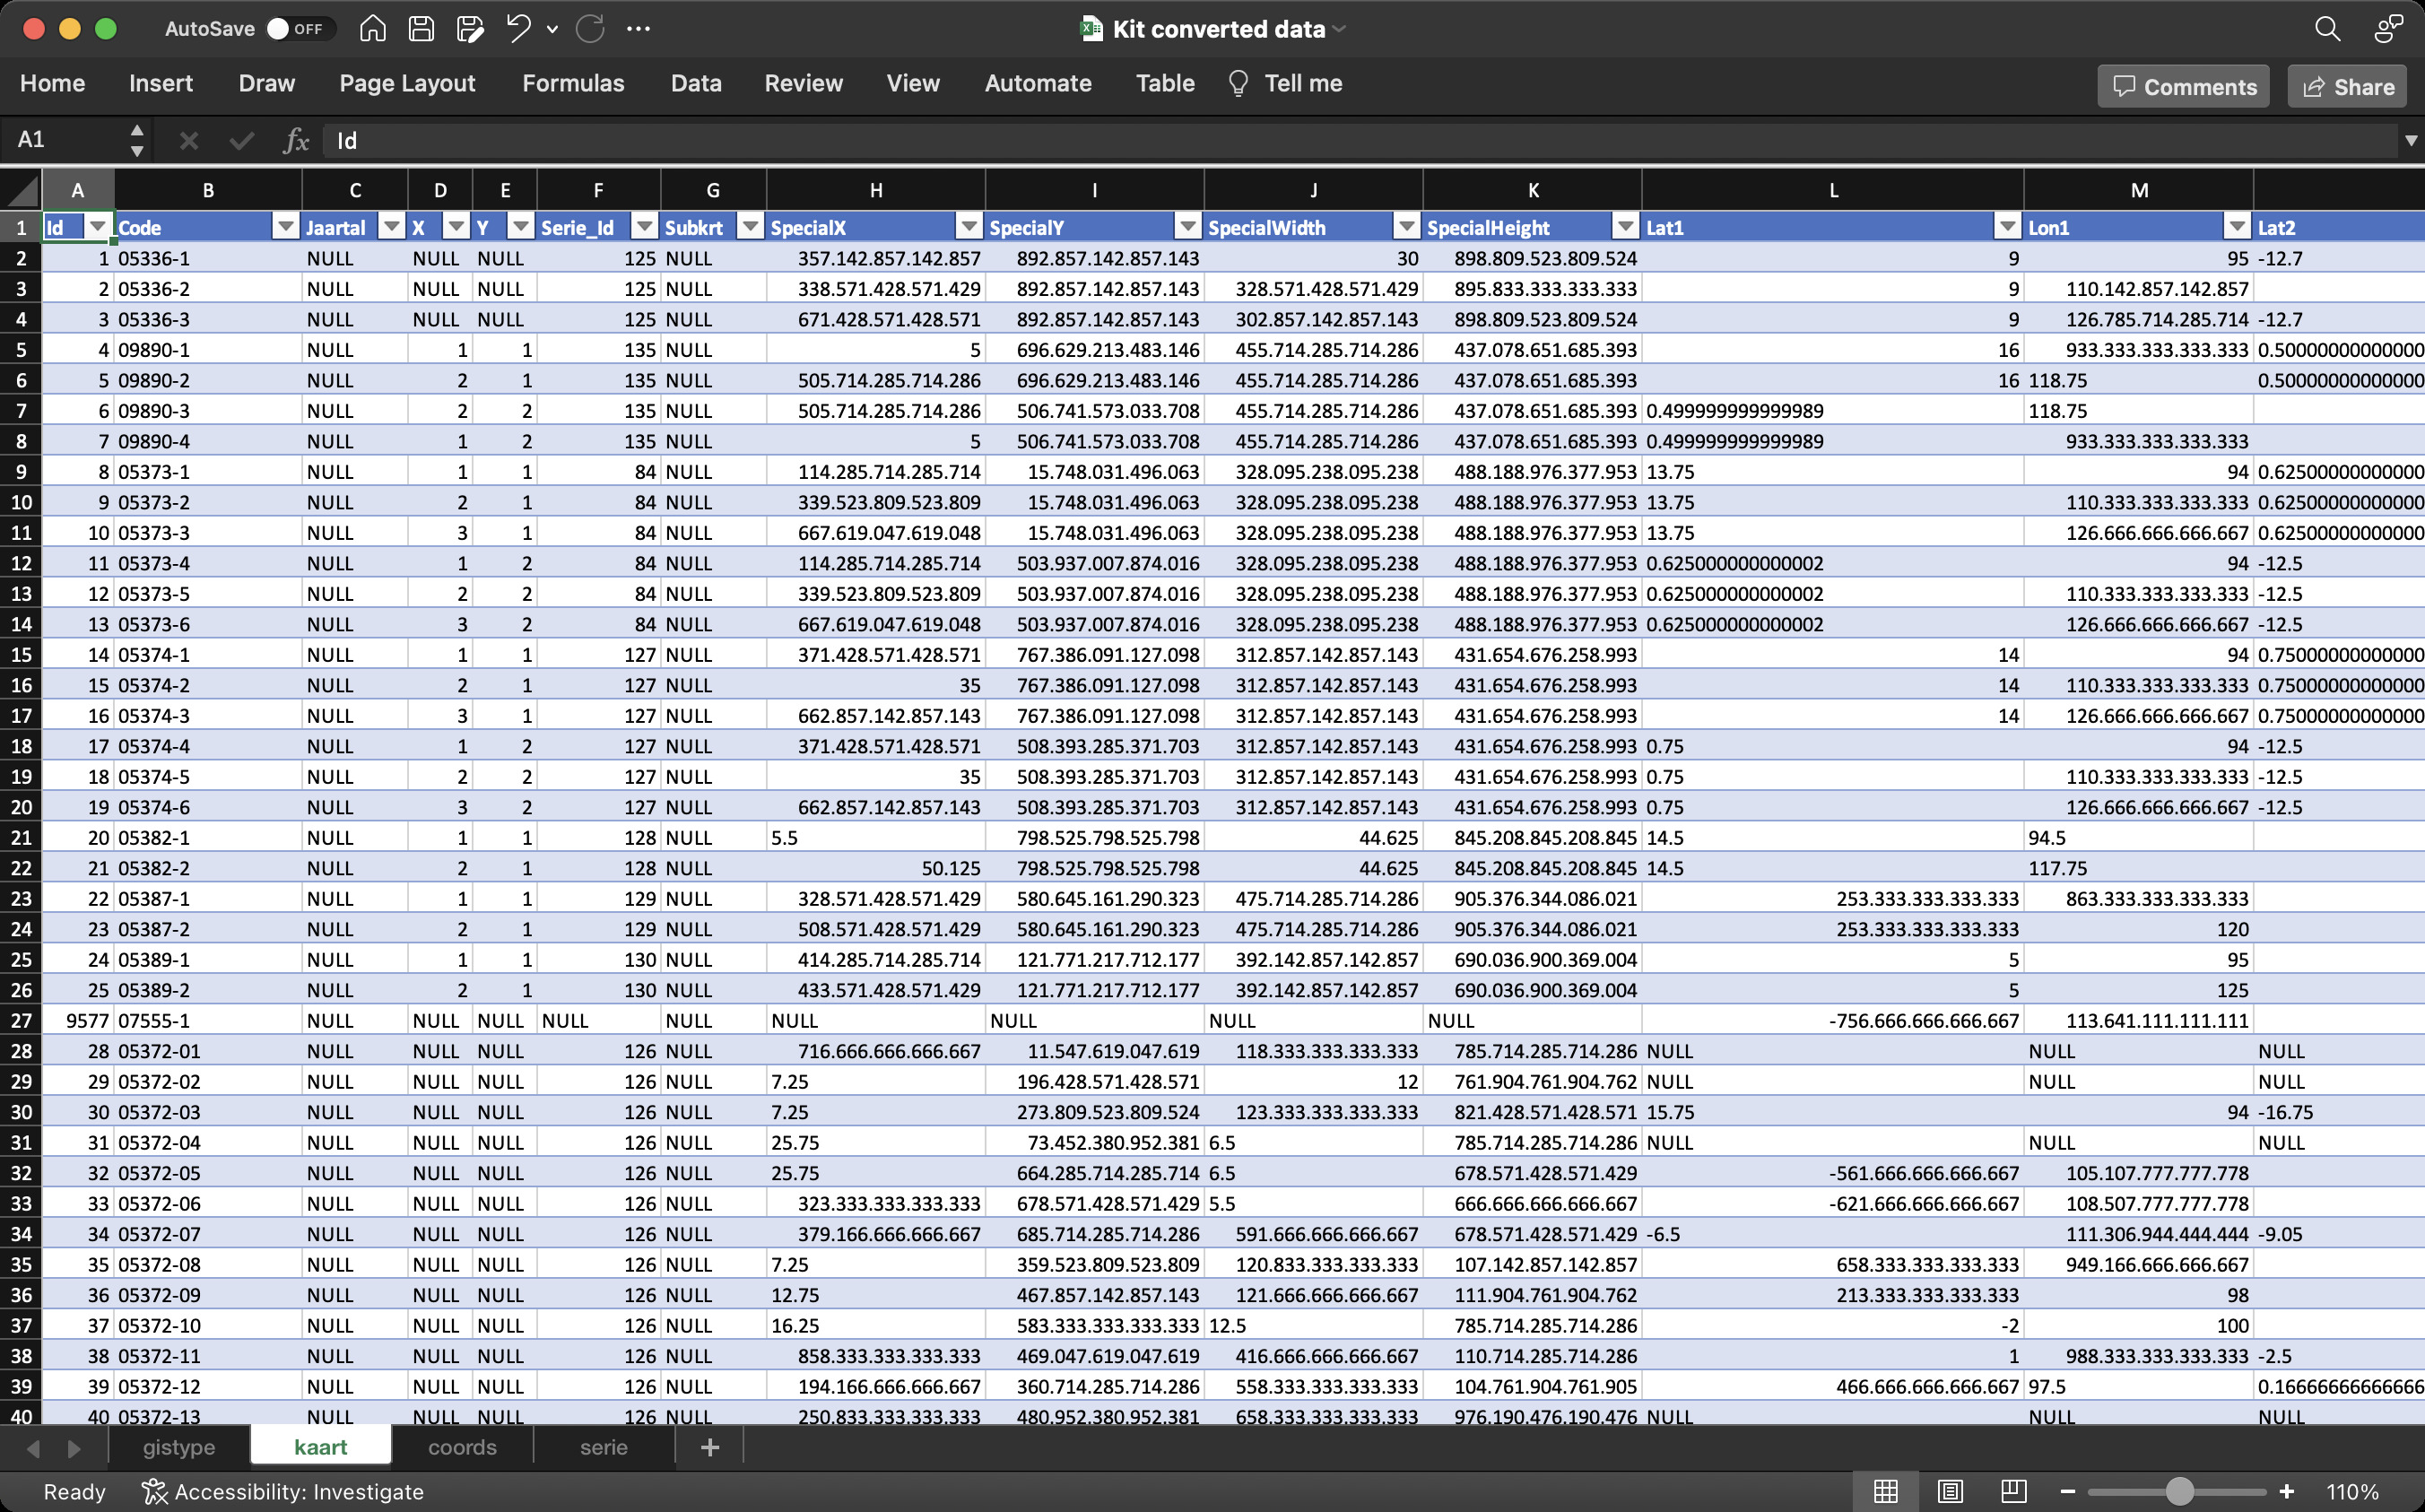 AutoSave OFF Kit converted data
Home Insert Draw Page Layout Formulas Data Review View Automate Table Tell me Comments Share
A1 fx Id
A B C D E F G H I J K L M
1 Id Code Jaartal X Y Serie_Id Subkrt SpecialX SpecialY SpecialWidth SpecialHeight Lat1 Lon1 Lat2
2 1 05336-1 NULL NULL NULL 125 NULL 357.142.857.142.857 892.857.142.857.143 30 898.809.523.809.524 9 95 -12.7
3 2 05336-2 NULL NULL NULL 125 NULL 338.571.428.571.429 892.857.142.857.143 328.571.428.571.429 895.833.333.333.333 9 110.142.857.142.857
4 3 05336-3 NULL NULL NULL 125 NULL 671.428.571.428.571 892.857.142.857.143 302.857.142.857.143 898.809.523.809.524 9 126.785.714.285.714 -12.7
5 4 09890-1 NULL 1 1 135 NULL 5 696.629.213.483.146 455.714.285.714.286 437.078.651.685.393 16 933.333.333.333.333 0.50000000000000
6 5 09890-2 NULL 2 1 135 NULL 505.714.285.714.286 696.629.213.483.146 455.714.285.714.286 437.078.651.685.393 16 118.75 0.50000000000000
7 6 09890-3 NULL 2 2 135 NULL 505.714.285.714.286 506.741.573.033.708 455.714.285.714.286 437.078.651.685.393 0.499999999999989 118.75
8 7 09890-4 NULL 1 2 135 NULL 5 506.741.573.033.708 455.714.285.714.286 437.078.651.685.393 0.499999999999989 933.333.333.333.333
9 8 05373-1 NULL 1 1 84 NULL 114.285.714.285.714 15.748.031.496.063 328.095.238.095.238 488.188.976.377.953 13.75 94 0.62500000000000
10 9 05373-2 NULL 2 1 84 NULL 339.523.809.523.809 15.748.031.496.063 328.095.238.095.238 488.188.976.377.953 13.75 110.333.333.333.333 0.62500000000000
11 10 05373-3 NULL 3 1 84 NULL 667.619.047.619.048 15.748.031.496.063 328.095.238.095.238 488.188.976.377.953 13.75 126.666.666.666.667 0.62500000000000
12 11 05373-4 NULL 1 2 84 NULL 114.285.714.285.714 503.937.007.874.016 328.095.238.095.238 488.188.976.377.953 0.625000000000002 94 -12.5
13 12 05373-5 NULL 2 2 84 NULL 339.523.809.523.809 503.937.007.874.016 328.095.238.095.238 488.188.976.377.953 0.625000000000002 110.333.333.333.333 -12.5
14 13 05373-6 NULL 3 2 84 NULL 667.619.047.619.048 503.937.007.874.016 328.095.238.095.238 488.188.976.377.953 0.625000000000002 126.666.666.666.667 -12.5
15 14 05374-1 NULL 1 1 127 NULL 371.428.571.428.571 767.386.091.127.098 312.857.142.857.143 431.654.676.258.993 14 94 0.75000000000000
16 15 05374-2 NULL 2 1 127 NULL 35 767.386.091.127.098 312.857.142.857.143 431.654.676.258.993 14 110.333.333.333.333 0.75000000000000
17 16 05374-3 NULL 3 1 127 NULL 662.857.142.857.143 767.386.091.127.098 312.857.142.857.143 431.654.676.258.993 14 126.666.666.666.667 0.75000000000000
18 17 05374-4 NULL 1 2 127 NULL 371.428.571.428.571 508.393.285.371.703 312.857.142.857.143 431.654.676.258.993 0.75 94 -12.5
19 18 05374-5 NULL 2 2 127 NULL 35 508.393.285.371.703 312.857.142.857.143 431.654.676.258.993 0.75 110.333.333.333.333 -12.5
20 19 05374-6 NULL 3 2 127 NULL 662.857.142.857.143 508.393.285.371.703 312.857.142.857.143 431.654.676.258.993 0.75 126.666.666.666.667 -12.5
21 20 05382-1 NULL 1 1 128 NULL 5.5 798.525.798.525.798 44.625 845.208.845.208.845 14.5 94.5
22 21 05382-2 NULL 2 1 128 NULL 50.125 798.525.798.525.798 44.625 845.208.845.208.845 14.5 117.75
23 22 05387-1 NULL 1 1 129 NULL 328.571.428.571.429 580.645.161.290.323 475.714.285.714.286 905.376.344.086.021 253.333.333.333.333 863.333.333.333.333
24 23 05387-2 NULL 2 1 129 NULL 508.571.428.571.429 580.645.161.290.323 475.714.285.714.286 905.376.344.086.021 253.333.333.333.333 120
25 24 05389-1 NULL 1 1 130 NULL 414.285.714.285.714 121.771.217.712.177 392.142.857.142.857 690.036.900.369.004 5 95
26 25 05389-2 NULL 2 1 130 NULL 433.571.428.571.429 121.771.217.712.177 392.142.857.142.857 690.036.900.369.004 5 125
27 9577 07555-1 NULL NULL NULL NULL NULL NULL NULL NULL NULL -756.666.666.666.667 113.641.111.111.111
28 28 05372-01 NULL NULL NULL 126 NULL 716.666.666.666.667 11.547.619.047.619 118.333.333.333.333 785.714.285.714.286 NULL NULL NULL
29 29 05372-02 NULL NULL NULL 126 NULL 7.25 196.428.571.428.571 12 761.904.761.904.762 NULL NULL NULL
30 30 05372-03 NULL NULL NULL 126 NULL 7.25 273.809.523.809.524 123.333.333.333.333 821.428.571.428.571 15.75 94 -16.75
31 31 05372-04 NULL NULL NULL 126 NULL 25.75 73.452.380.952.381 6.5 785.714.285.714.286 NULL NULL NULL
32 32 05372-05 NULL NULL NULL 126 NULL 25.75 664.285.714.285.714 6.5 678.571.428.571.429 -561.666.666.666.667 105.107.777.777.778
33 33 05372-06 NULL NULL NULL 126 NULL 323.333.333.333.333 678.571.428.571.429 5.5 666.666.666.666.667 -621.666.666.666.667 108.507.777.777.778
34 34 05372-07 NULL NULL NULL 126 NULL 379.166.666.666.667 685.714.285.714.286 591.666.666.666.667 678.571.428.571.429 -6.5 111.306.944.444.444 -9.05
35 35 05372-08 NULL NULL NULL 126 NULL 7.25 359.523.809.523.809 120.833.333.333.333 107.142.857.142.857 658.333.333.333.333 949.166.666.666.667
36 36 05372-09 NULL NULL NULL 126 NULL 12.75 467.857.142.857.143 121.666.666.666.667 111.904.761.904.762 213.333.333.333.333 98
37 37 05372-10 NULL NULL NULL 126 NULL 16.25 583.333.333.333.333 12.5 785.714.285.714.286 -2 100
38 38 05372-11 NULL NULL NULL 126 NULL 858.333.333.333.333 469.047.619.047.619 416.666.666.666.667 110.714.285.714.286 1 988.333.333.333.333 -2.5
39 39 05372-12 NULL NULL NULL 126 NULL 194.166.666.666.667 360.714.285.714.286 558.333.333.333.333 104.761.904.761.905 466.666.666.666.667 97.5 0.16666666666666
40 40 05372-13 NULL NULL NULL 126 NULL 250.833.333.333.333 480.952.380.952.381 658.333.333.333.333 976.190.476.190.476 NULL NULL NULL
gistype kaart coords serie
Ready Accessibility: Investigate 110%